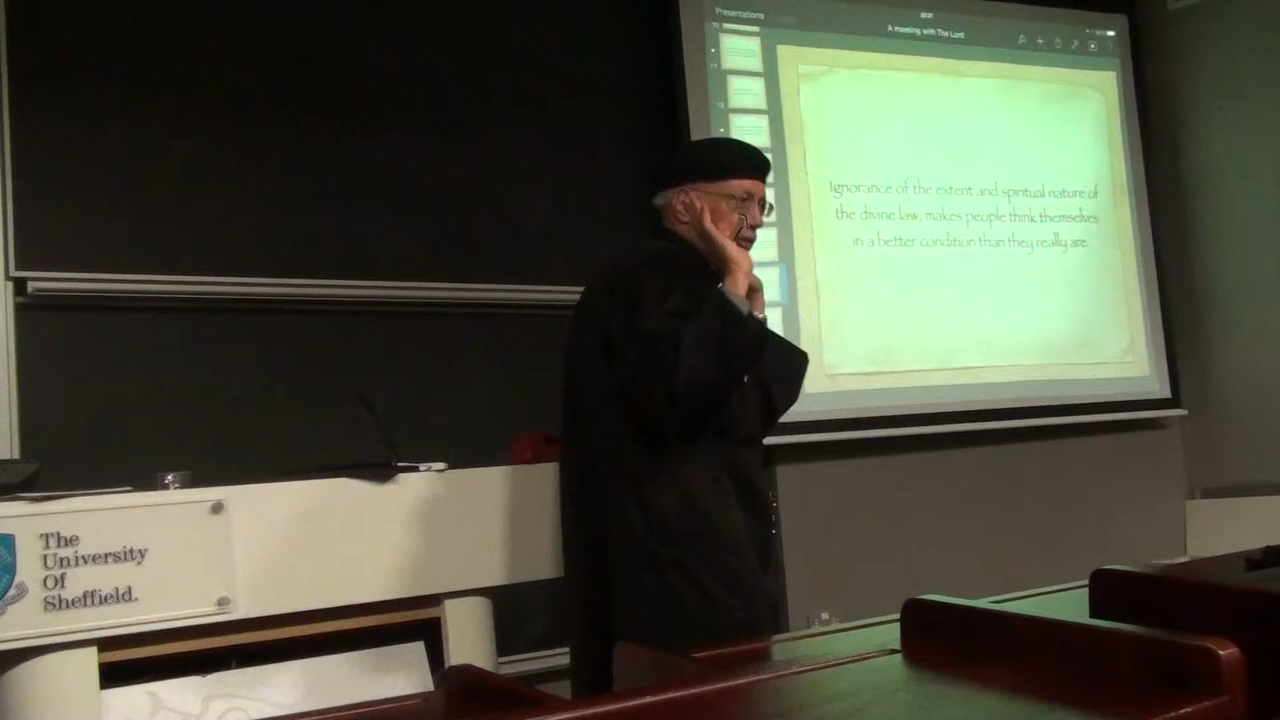 Presentations
A meeting with The Lord
Ignorance of the extent and spiritual nature of
the divine law, makes people think themselves
in a better condition than they really are
The
University
Of
Sheffield.